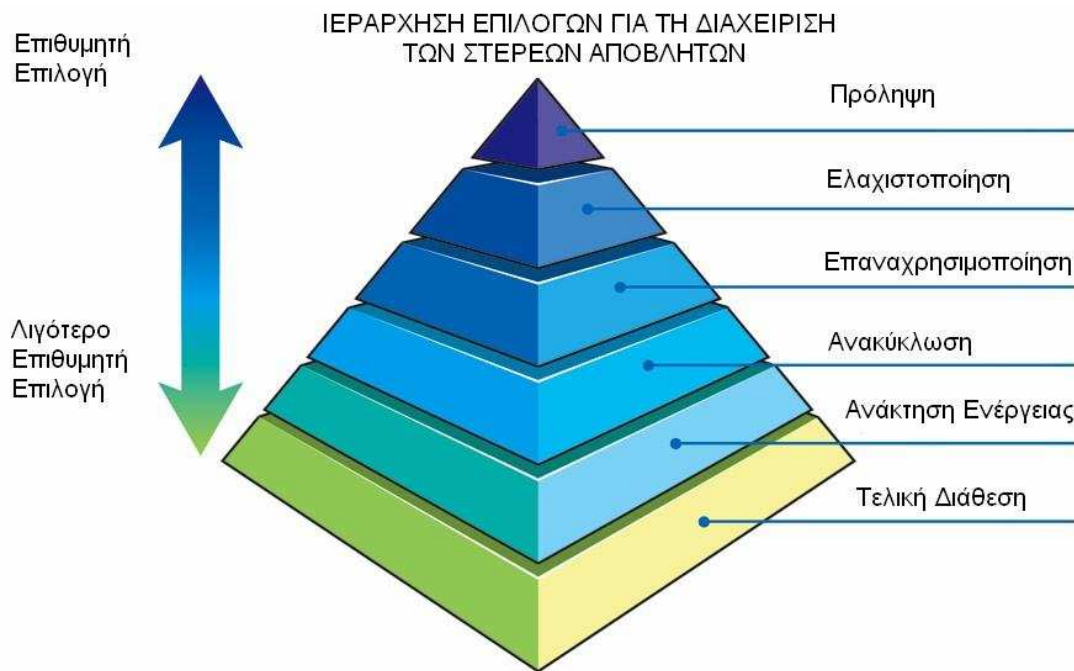 ΙΕΡΑΡΧΗΣΗ ΕΠΙΛΟΓΩΝ ΓΙΑ ΤΗ ΔΙΑΧΕΙΡΙΣΗ
ΤΩΝ ΣΤΕΡΕΩΝ ΑΠΟΒΛΗΤΩΝ
Επιθυμητή
Επιλογή
Πρόληψη
Ελαχιστοποίηση
Επαναχρησιμοποίηση
Λιγότερο
Επιθυμητή
Επιλογή
Ανακύκλωση
Ανάκτηση Ενέργειας
Τελική Διάθεση